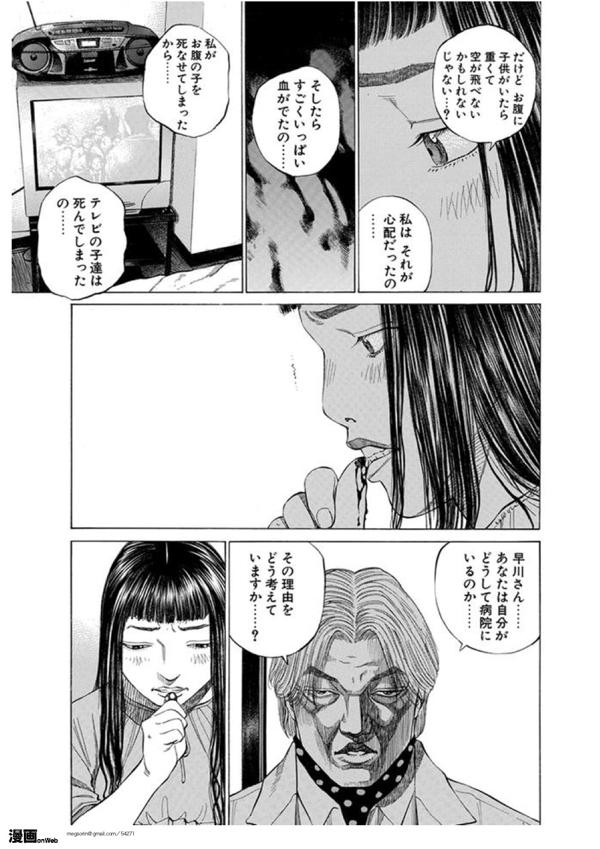 だけど お腹に
子供がいたら
重くて
空が飛べない
かもしれない
じゃない…?
私は それが
心配だったの
……
そしたら
すごくいっぱい
血がでたの……
私が
お腹の子を
死なせてしまった
から……
テレビの子達は
死んでしまった
の……
早川さん……
あなたは自分が
どうして病院に
いるのか……
その理由を
どう考えて
いますか……?
漫画onWeb
megaorin@gmail.com / 54271